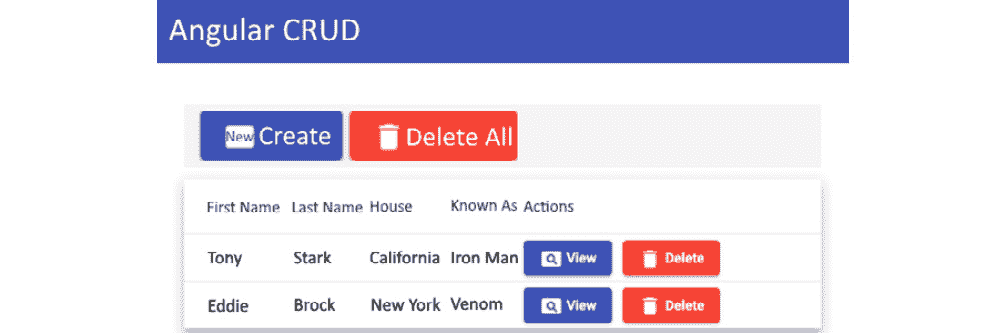 Angular CRUD
New Create Delete All
First Name Last Name House Known As Actions
Tony Stark California Iron Man View Delete
Eddie Brock New York Venom View Delete